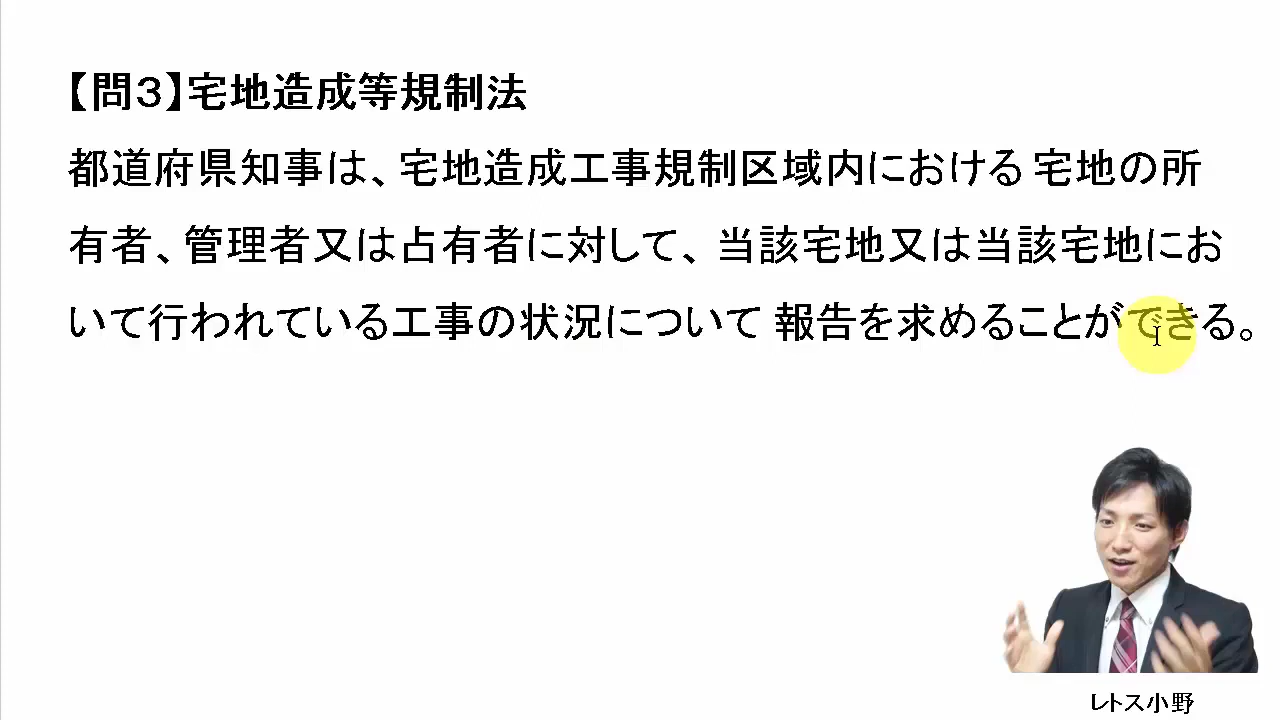 【問３】宅地造成等規制法
都道府県知事は、宅地造成工事規制区域内における 宅地の所
有者、管理者又は占有者に対して、 当該宅地又は当該宅地にお
いて行われている工事の状況について 報告を求めることができる。
レトス小野